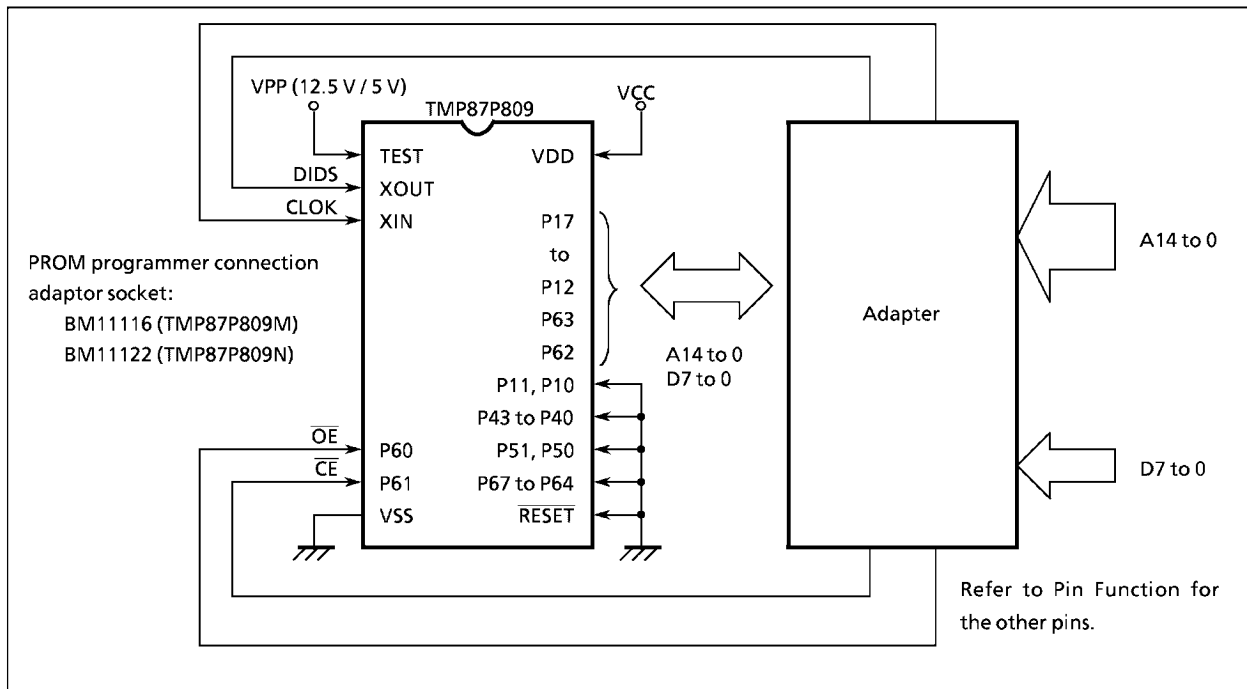 VPP (12.5 V / 5 V)
TMP87P809
VCC
TEST
VDD
DIDS
XOUT
CLOK
XIN
P17
to
P12
P63
P62
PROM programmer connection
adaptor socket:
BM11116 (TMP87P809M)
BM11122 (TMP87P809N)
A14 to 0
D7 to 0
Adapter
A14 to 0
P11, P10
P43 to P40
OE
P60
P51, P50
CE
P61
P67 to P64
VSS
RESET
D7 to 0
Refer to Pin Function for
the other pins.